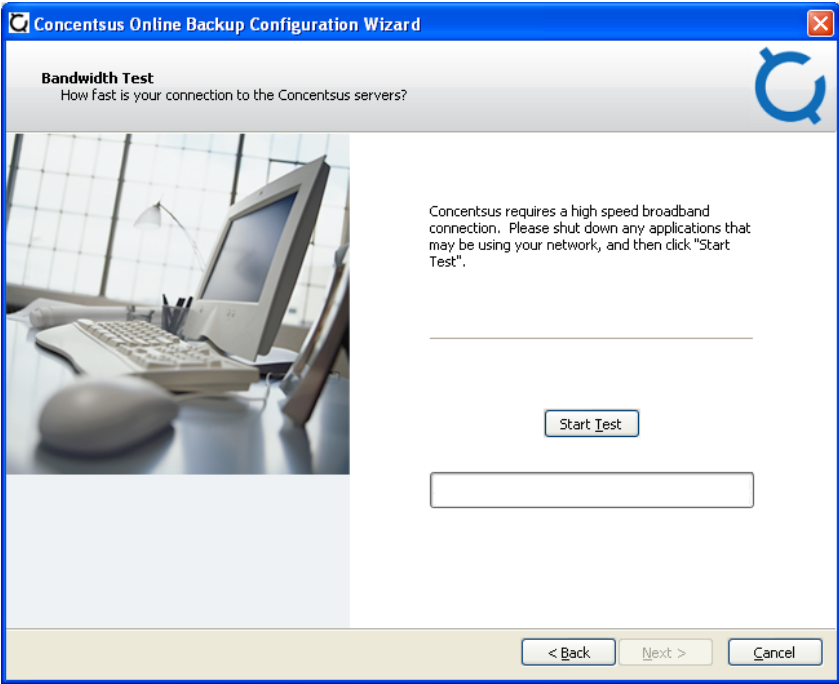 Concentsus Online Backup Configuration Wizard
Bandwidth Test
How fast is your connection to the Concentsus servers?
Concentsus requires a high speed broadband
connection.  Please shut down any applications that
may be using your network, and then click "Start
Test".
Start Test
< Back
Next >
Cancel